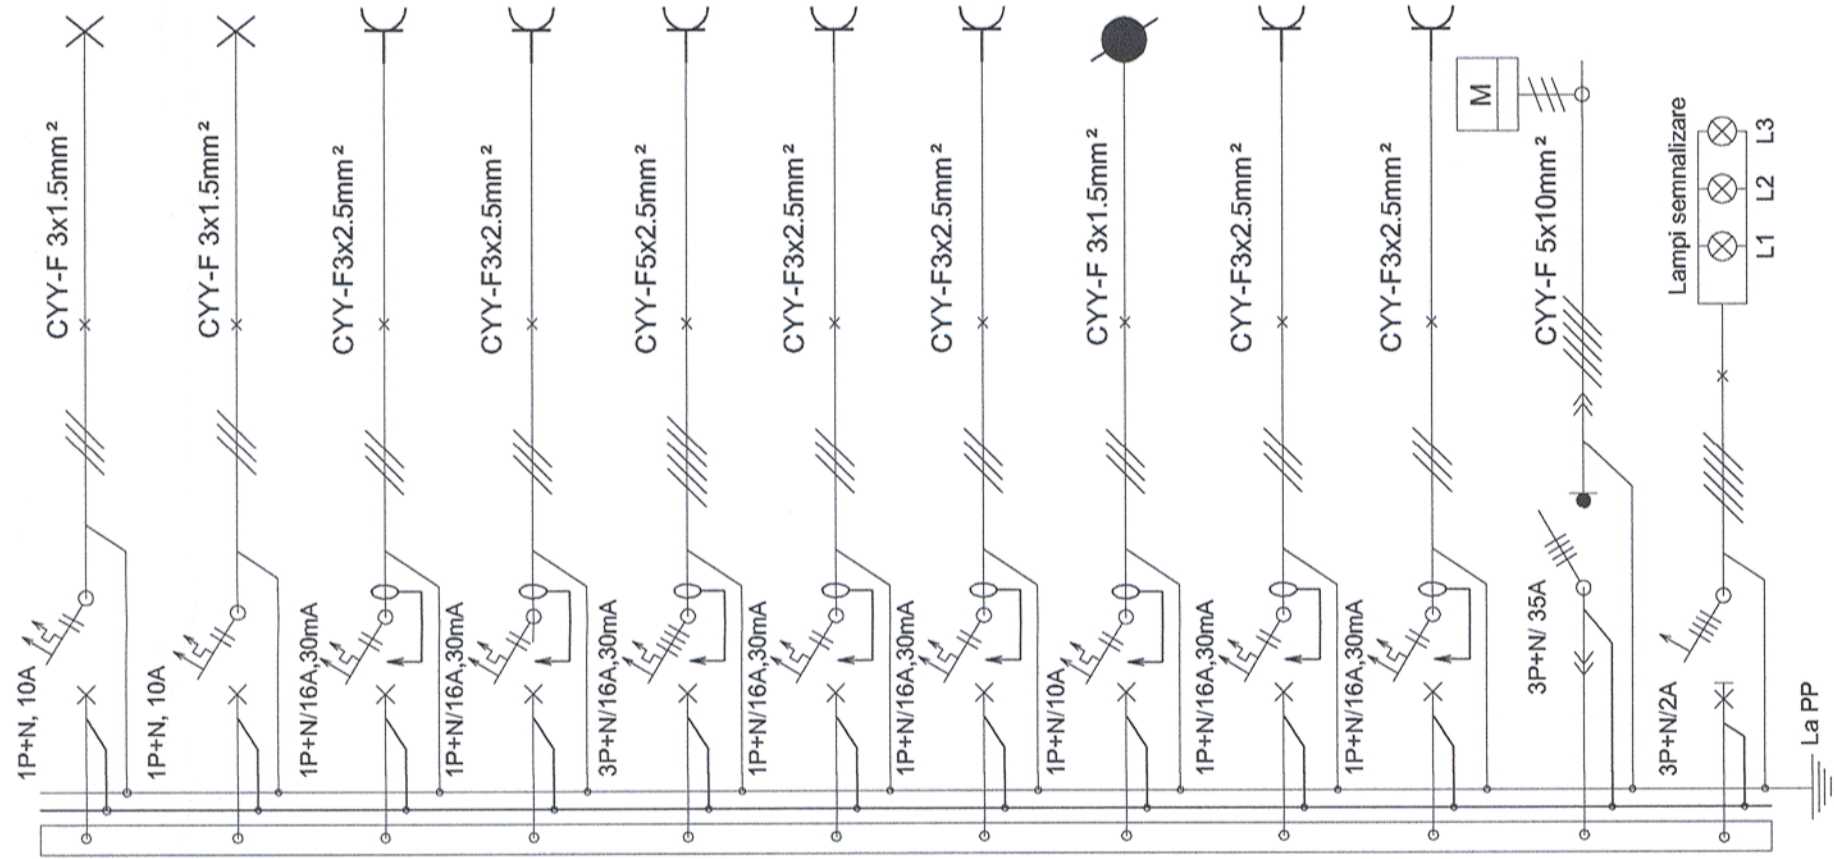 CYY-F 3x1.5mm²
1P+N, 10A
CYY-F 3x1.5mm²
1P+N, 10A
CYY-F3x2.5mm²
1P+N/16A,30mA
CYY-F3x2.5mm²
1P+N/16A,30mA
CYY-F5x2.5mm²
3P+N/16A,30mA
CYY-F3x2.5mm²
1P+N/16A,30mA
CYY-F3x2.5mm²
1P+N/16A,30mA
CYY-F 3x1.5mm²
1P+N/10A
CYY-F3x2.5mm²
1P+N/16A,30mA
CYY-F3x2.5mm²
1P+N/16A,30mA
M
CYY-F 5x10mm²
3P+N/ 35A
Lampi semnalizare
L1 L2 L3
3P+N/2A
La PP